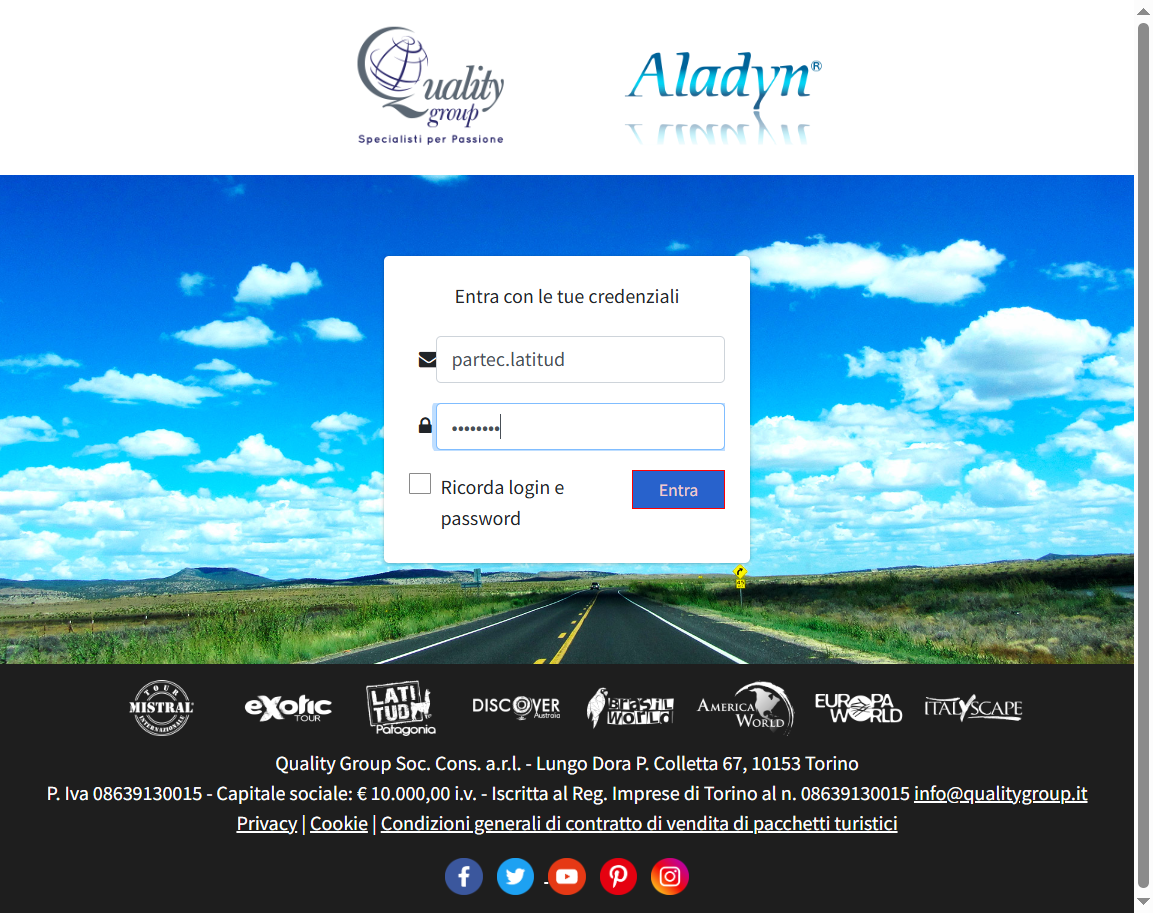 Quality
group
Specialisti per Passione
Aladyn®
Entra con le tue credenziali
partec.latitud
••••••••
Ricorda login e
password
Entra
TOUR
MISTRAL
INTERNAZIONALE
eXotic
TOUR
LATI
TUD
Patagonia
DISCOVER
Australia
BRASIL
WORLD
AMERICA
WORLD
EUROPA
WORLD
ITALYSCAPE
Quality Group Soc. Cons. a.r.l. - Lungo Dora P. Colletta 67, 10153 Torino
P. Iva 08639130015 - Capitale sociale: € 10.000,00 i.v. - Iscritta al Reg. Imprese di Torino al n. 08639130015 info@qualitygroup.it
Privacy | Cookie | Condizioni generali di contratto di vendita di pacchetti turistici